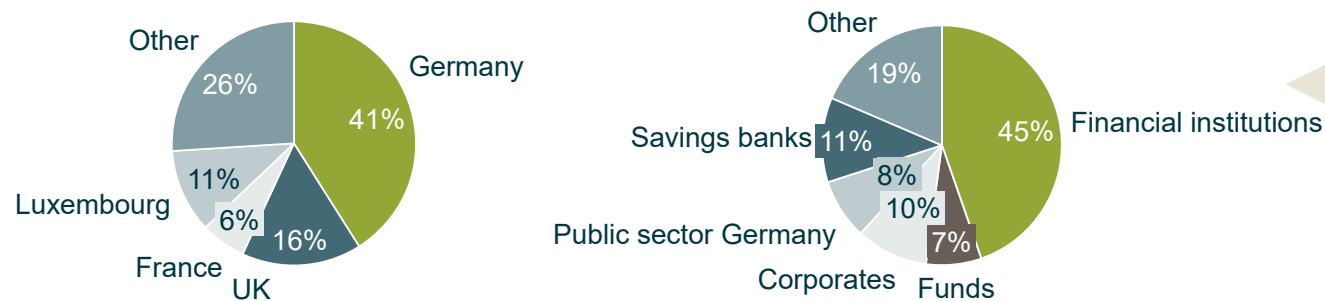 Other
26%
Germany
41%
11%
Luxembourg
6%
France
16%
UK
Other
19%
45%
Financial institutions
Savings banks
11%
8%
Public sector Germany
10%
Corporates
7%
Funds